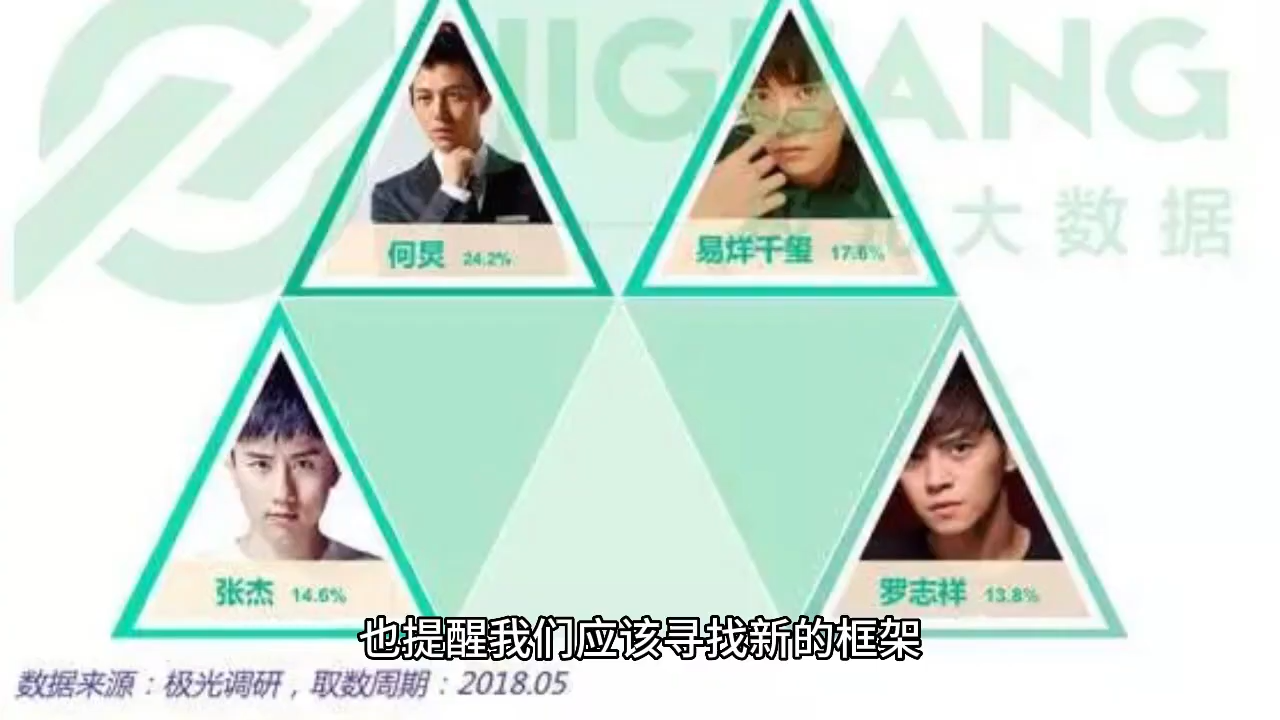 JIGUANG
大数据
何炅 24.2%
易烊千玺 17.6%
张杰 14.6%
罗志祥 13.8%
也提醒我们应该寻找新的框架
数据来源：极光调研，取数周期：2018.05